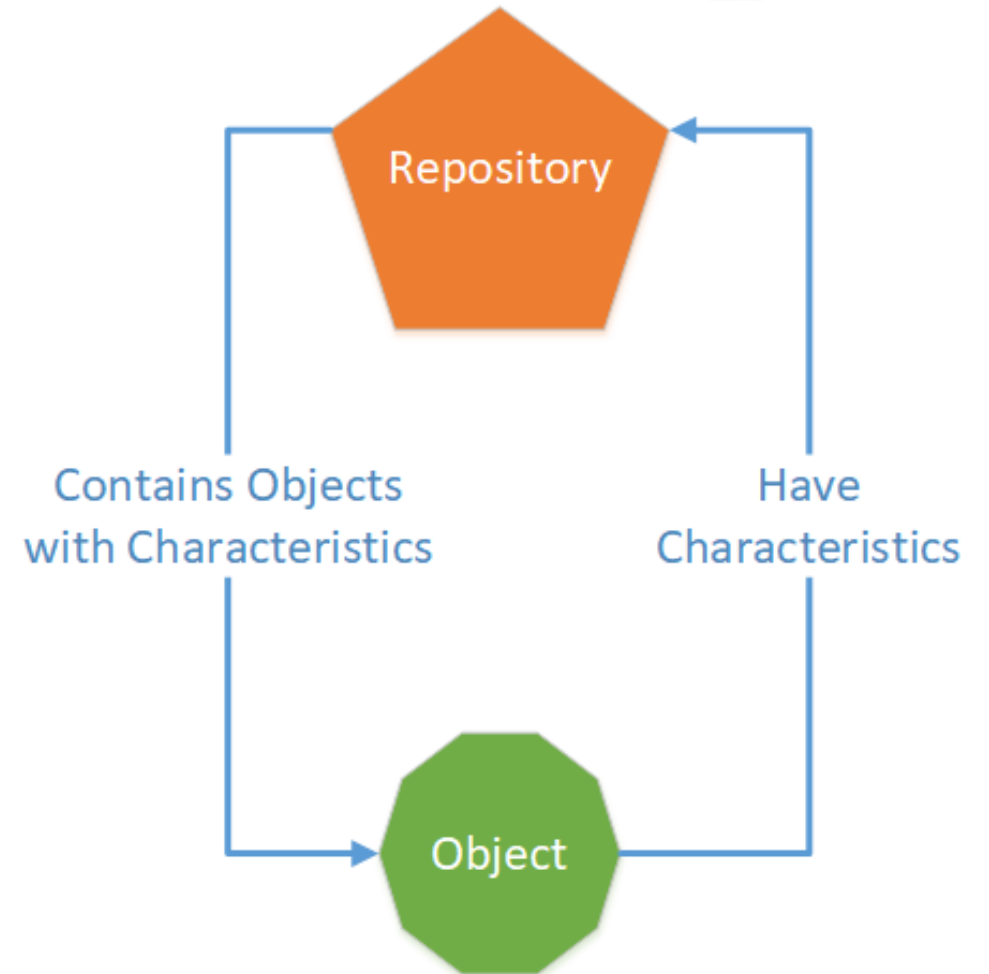 Repository
Contains Objects
with Characteristics
Have
Characteristics
Object